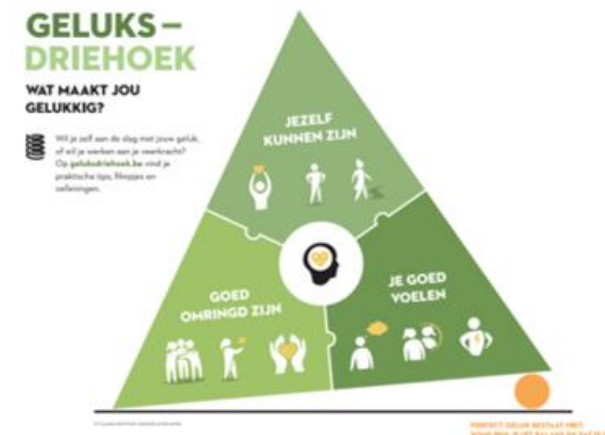 GELUKS–
DRIEHOEK
WAT MAAKT JOU
GELUKKIG?
Wil je zelf aan de slag met jouw geluk,
of wil je werken aan je veerkracht?
Op geluksdriehoek.be vind je
praktische tips, filmpjes en
oefeningen.
JEZELF
KUNNEN ZIJN
GOED
OMRINGD ZIJN
JE GOED
VOELEN
PERFECT GELUK BESTAAT NIET.